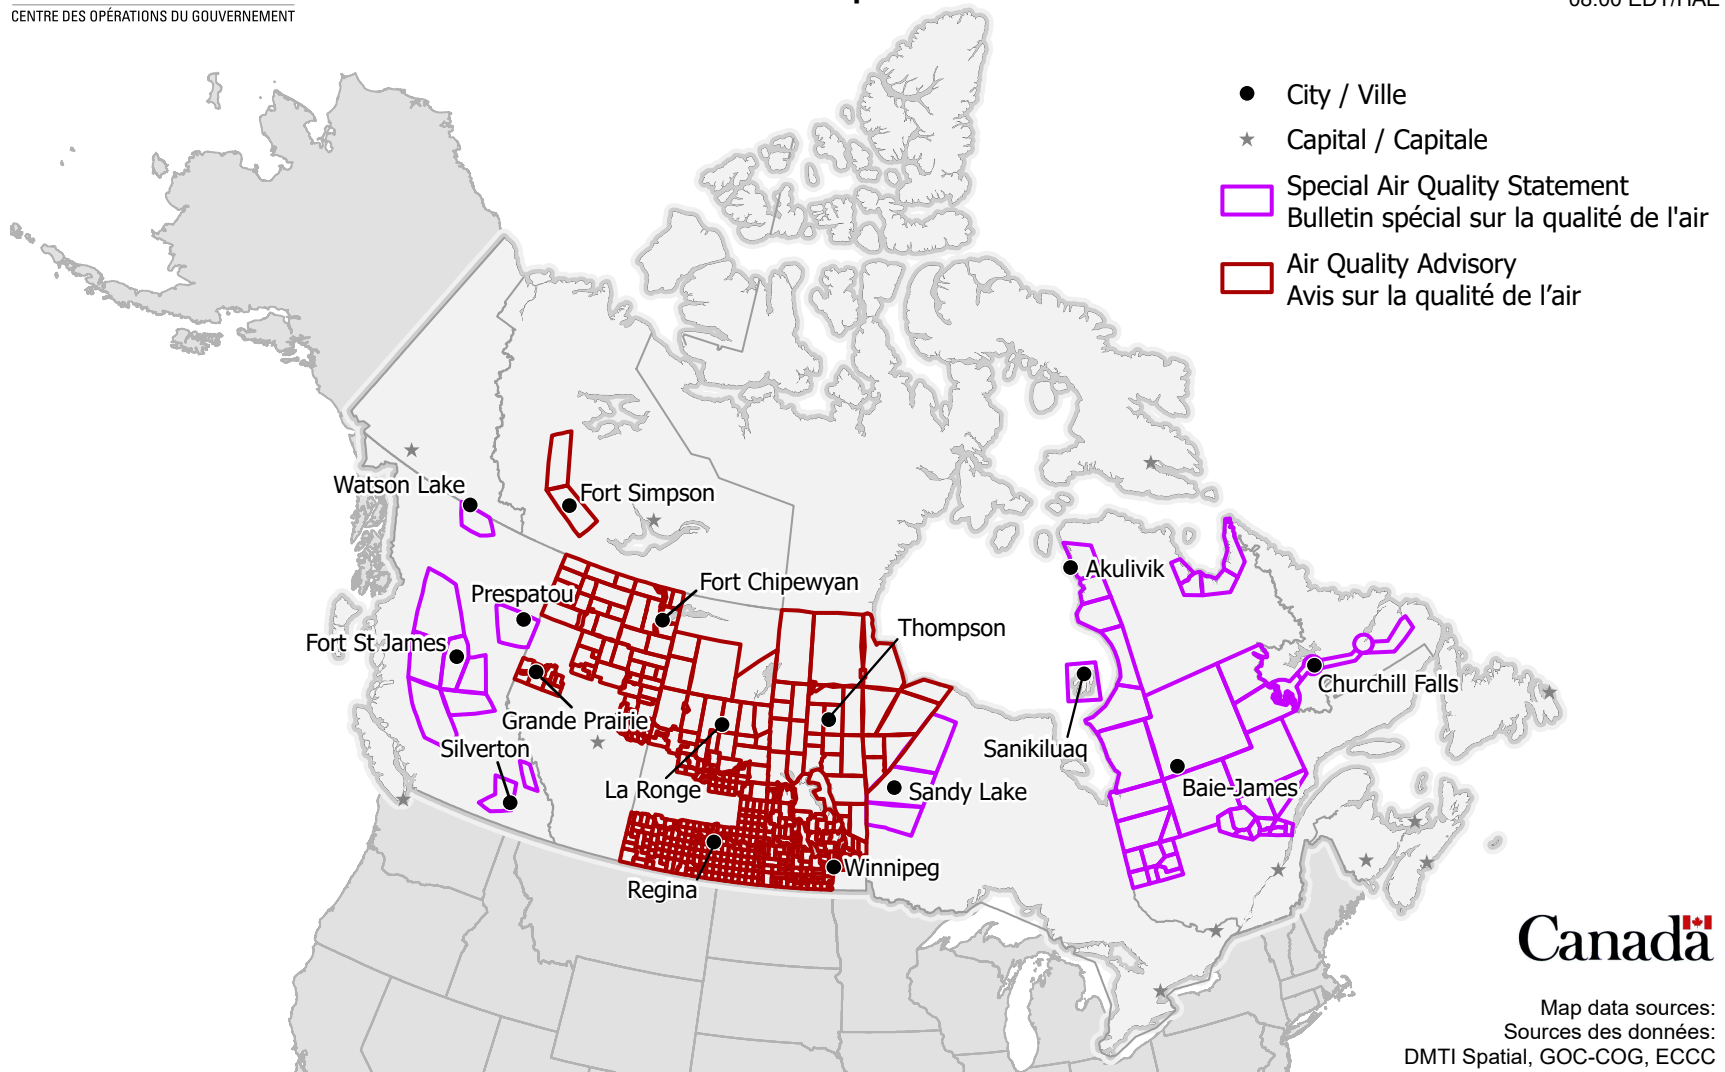 CENTRE DES OPÉRATIONS DU GOUVERNEMENT
City / Ville
Capital / Capitale
Special Air Quality Statement
Bulletin spécial sur la qualité de l'air
Air Quality Advisory
Avis sur la qualité de l’air
Watson Lake
Fort Simpson
Akulivik
Fort Chipewyan
Prespatou
Thompson
Fort St James
Churchill Falls
Grande Prairie
Silverton
Sanikiluaq
La Ronge
Sandy Lake
Baie-James
Winnipeg
Regina
Canada
Map data sources:
Sources des données:
DMTI Spatial, GOC-COG, ECCC